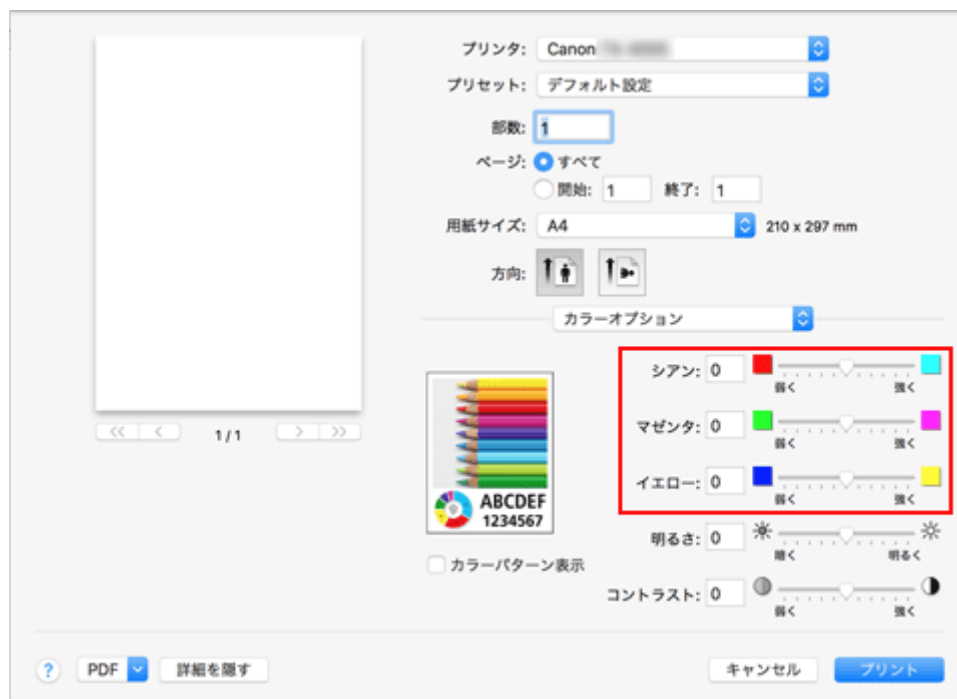 プリンタ: Canon
プリセット: デフォルト設定
部数: 1
ページ: すべて
開始: 1 終了: 1
用紙サイズ: A4 210 x 297 mm
方向:
カラーオプション
シアン: 0
弱く 強く
マゼンタ: 0
弱く 強く
イエロー: 0
弱く 強く
明るさ: 0
暗く 明るく
コントラスト: 0
弱く 強く
1 / 1
ABCDEF
1234567
カラーパターン表示
? PDF 詳細を隠す キャンセル プリント